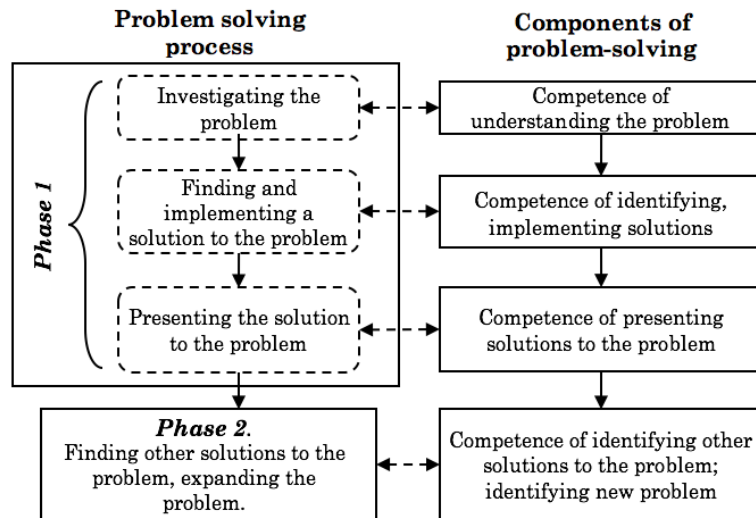 Problem solving
process
Components of
problem-solving
Phase 1
Investigating the
problem
Competence of
understanding the problem
Finding and
implementing a
solution to the problem
Competence of identifying,
implementing solutions
Presenting the solution
to the problem
Competence of presenting
solutions to the problem
Phase 2.
Finding other solutions to the
problem, expanding the
problem.
Competence of identifying other
solutions to the problem;
identifying new problem